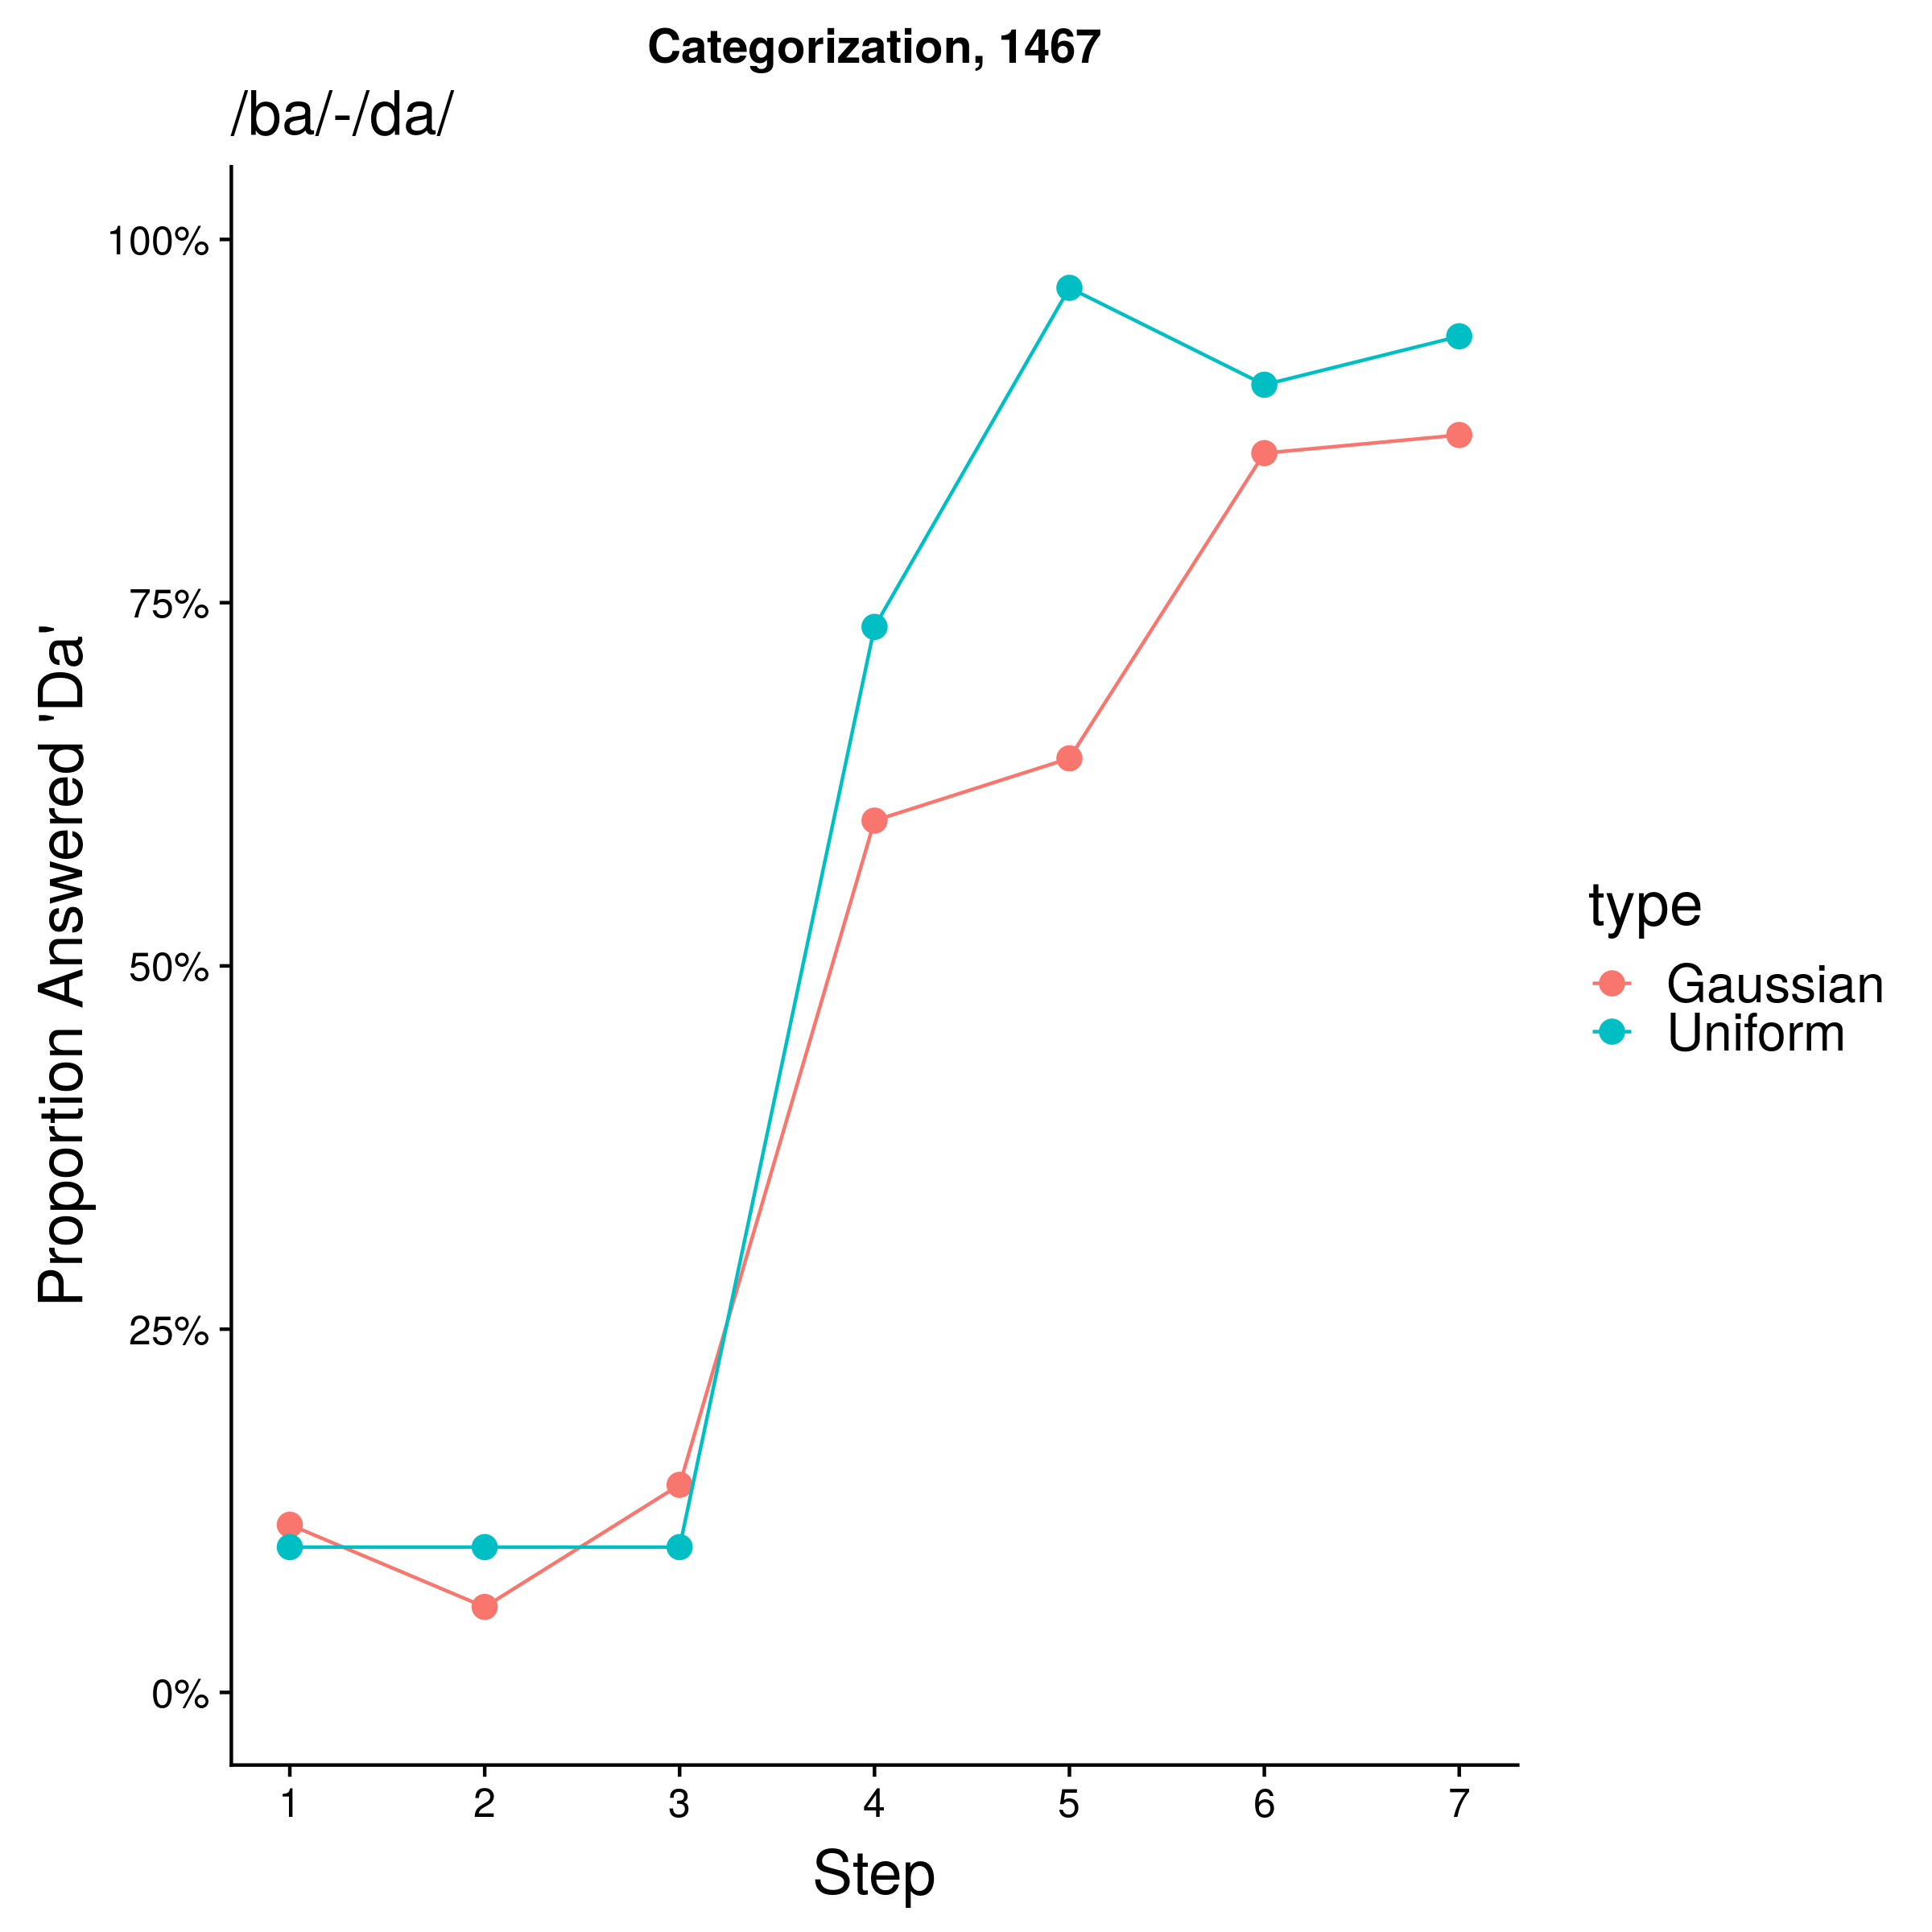 Categorization, 1467
/ba/-/da/
Proportion Answered 'Da'
100%
75%
50%
25%
0%
1 2 3 4 5 6 7
Step
type
Gaussian
Uniform